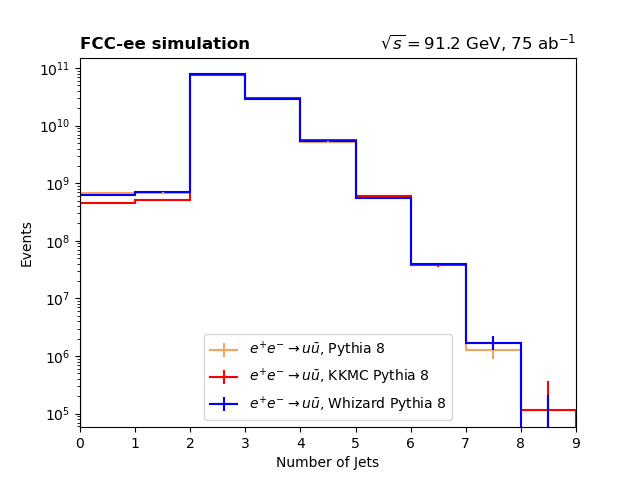 FCC-ee simulation √s = 91.2 GeV, 75 ab⁻¹
10¹¹
10¹⁰
10⁹
10⁸
10⁷
10⁶
10⁵
Events
e⁺e⁻ → uū, Pythia 8
e⁺e⁻ → uū, KKMC Pythia 8
e⁺e⁻ → uū, Whizard Pythia 8
0 1 2 3 4 5 6 7 8 9
Number of Jets